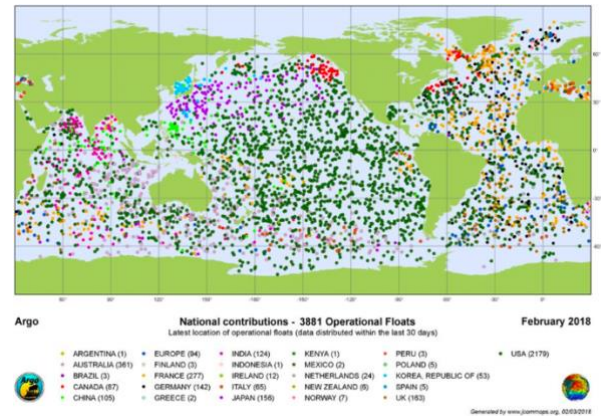 Argo
National contributions - 3881 Operational Floats
February 2018
Latest location of operational floats (data distributed within the last 30 days)
ARGENTINA (1)
AUSTRALIA (361)
BRAZIL (3)
CANADA (87)
CHINA (105)
EUROPE (94)
FINLAND (3)
FRANCE (277)
GERMANY (142)
GREECE (2)
INDIA (124)
INDONESIA (1)
IRELAND (12)
ITALY (65)
JAPAN (156)
KENYA (1)
MEXICO (2)
NETHERLANDS (24)
NEW ZEALAND (6)
NORWAY (7)
PERU (3)
POLAND (5)
KOREA, REPUBLIC OF (53)
SPAIN (5)
UK (163)
USA (2179)
Generated by www.jcommops.org, 02/03/2018